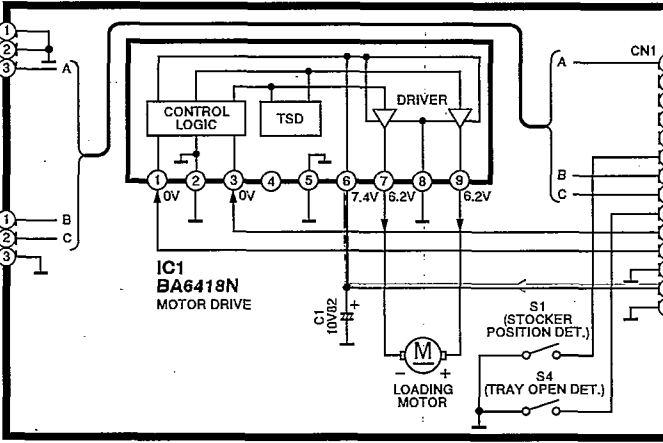 1
2
3 A
A
CN1
CONTROL
LOGIC
TSD
DRIVER
1 2 3 4 5 6 7 8 9
0V 0V 7.4V 6.2V 6.2V
B
C
1 B
2 C
3
IC1
BA6418N
MOTOR DRIVE
C1
10V82
+
M
- +
LOADING
MOTOR
S1
(STOCKER
POSITION DET.)
S4
(TRAY OPEN DET.)